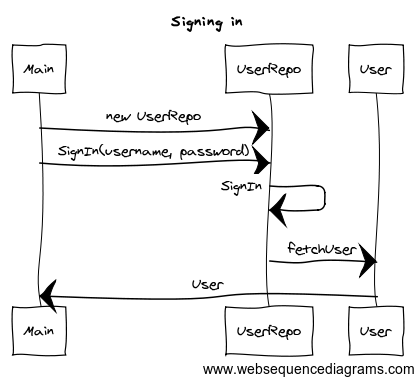 Signing in
Main
UserRepo
User
new UserRepo
SignIn(username, password)
SignIn
fetchUser
User
Main
UserRepo
User
www.websequencediagrams.com